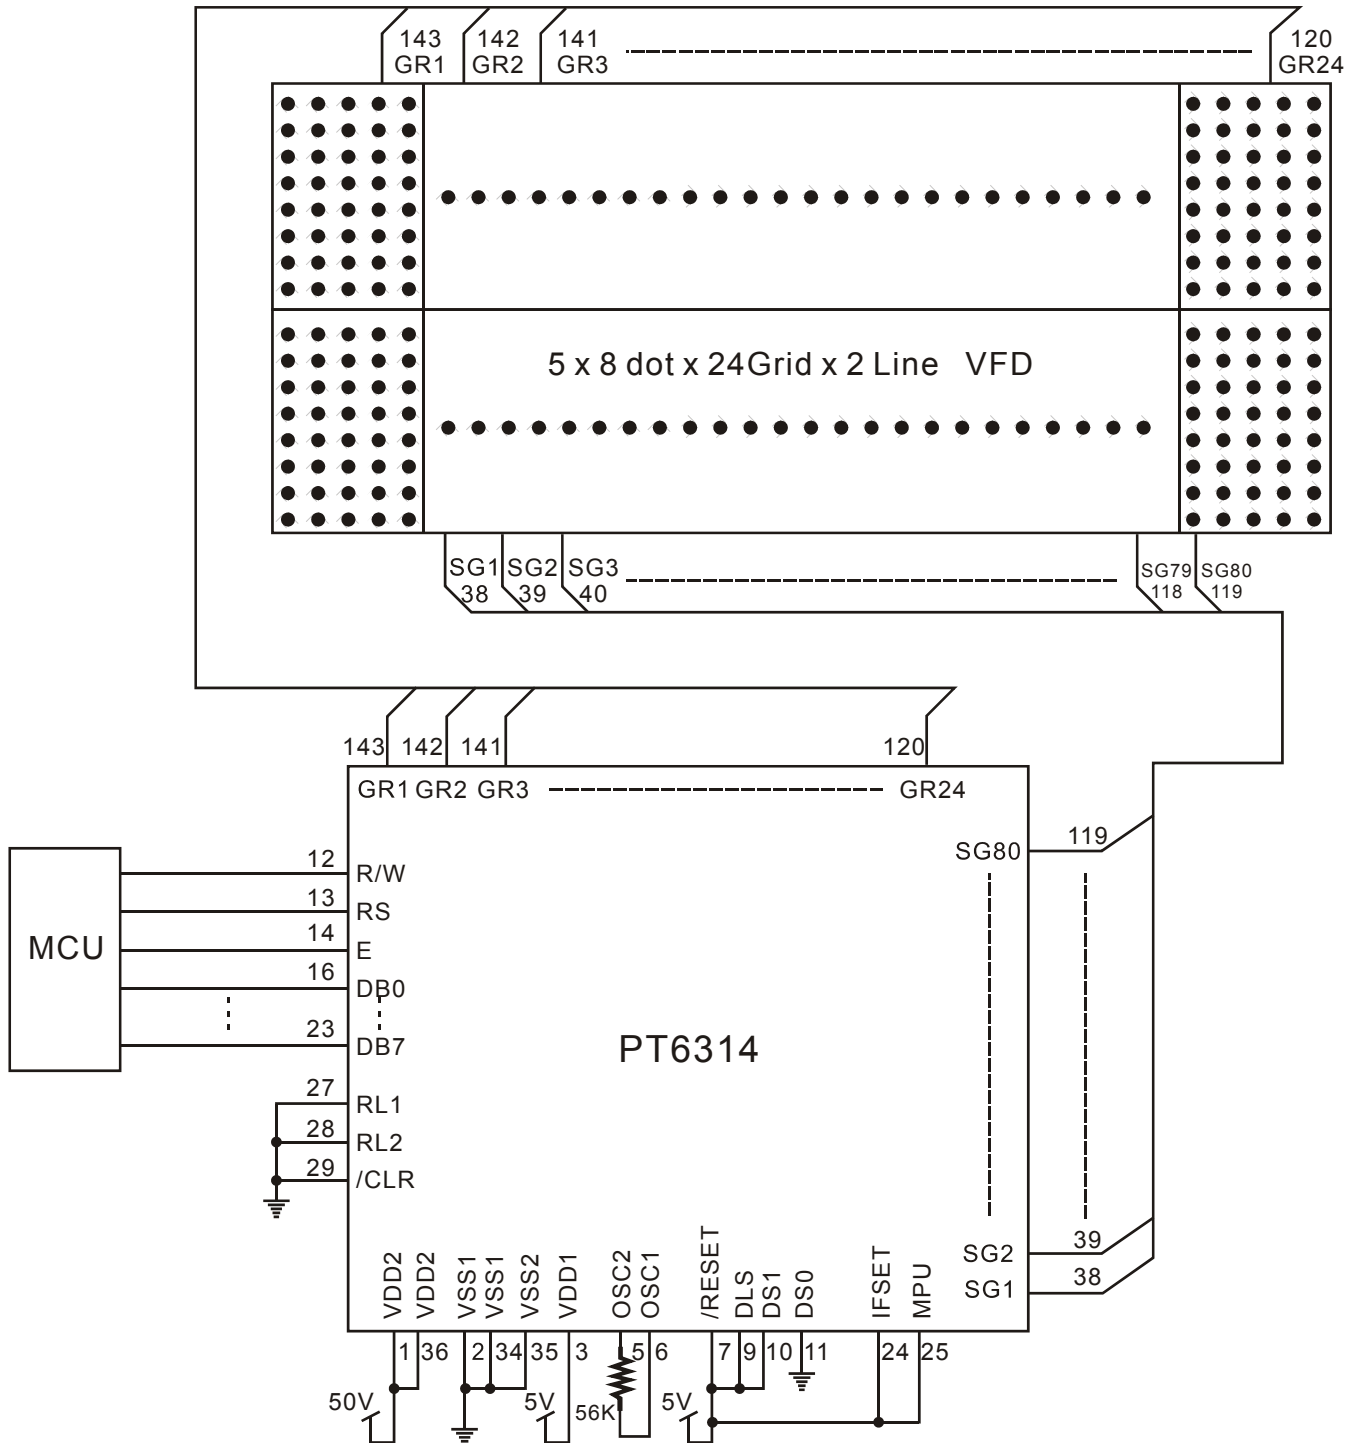 143 142 141 120
GR1 GR2 GR3 GR24
5 x 8 dot x 24Grid x 2 Line VFD
SG1 SG2 SG3 SG79 SG80
38 39 40 118 119
143 142 141 120
GR1 GR2 GR3 GR24
SG80 119
MCU
12 R/W
13 RS
14 E
16 DB0
23 DB7
PT6314
27 RL1
28 RL2
29 /CLR
SG2 39
SG1 38
VDD2 VDD2 VSS1 VSS1 VSS2 VDD1 OSC2 OSC1 /RESET DLS DS1 DS0 IFSET MPU
1 36 2 34 35 3 5 6 7 9 10 11 24 25
50V 5V 56K 5V